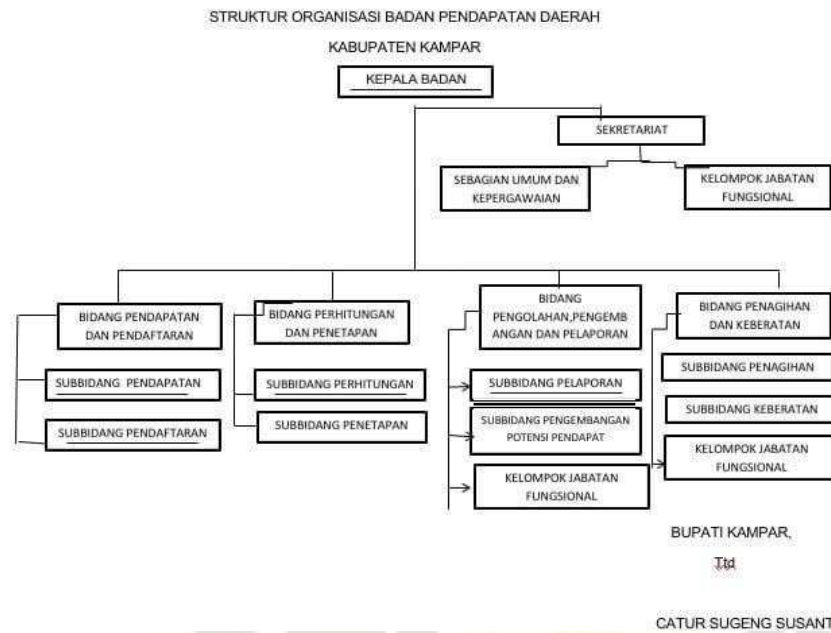 STRUKTUR ORGANISASI BADAN PENDAPATAN DAERAH
KABUPATEN KAMPAR
KEPALA BADAN
SEKRETARIAT
SEBAGIAN UMUM DAN
KEPERGAWAIAN
KELOMPOK JABATAN
FUNGSIONAL
BIDANG PENDAPATAN
DAN PENDAFTARAN
SUBBIDANG PENDAPATAN
SUBBIDANG PENDAFTARAN
BIDANG PERHITUNGAN
DAN PENETAPAN
SUBBIDANG PERHITUNGAN
SUBBIDANG PENETAPAN
BIDANG
PENGOLAHAN,PENGEMB
ANGAN DAN PELAPORAN
SUBBIDANG PELAPORAN
SUBBIDANG PENGEMBANGAN
POTENSI PENDAPAT
KELOMPOK JABATAN
FUNGSIONAL
BIDANG PENAGIHAN
DAN KEBERATAN
SUBBIDANG PENAGIHAN
SUBBIDANG KEBERATAN
KELOMPOK JABATAN
FUNGSIONAL
BUPATI KAMPAR,
Ttd
CATUR SUGENG SUSANT